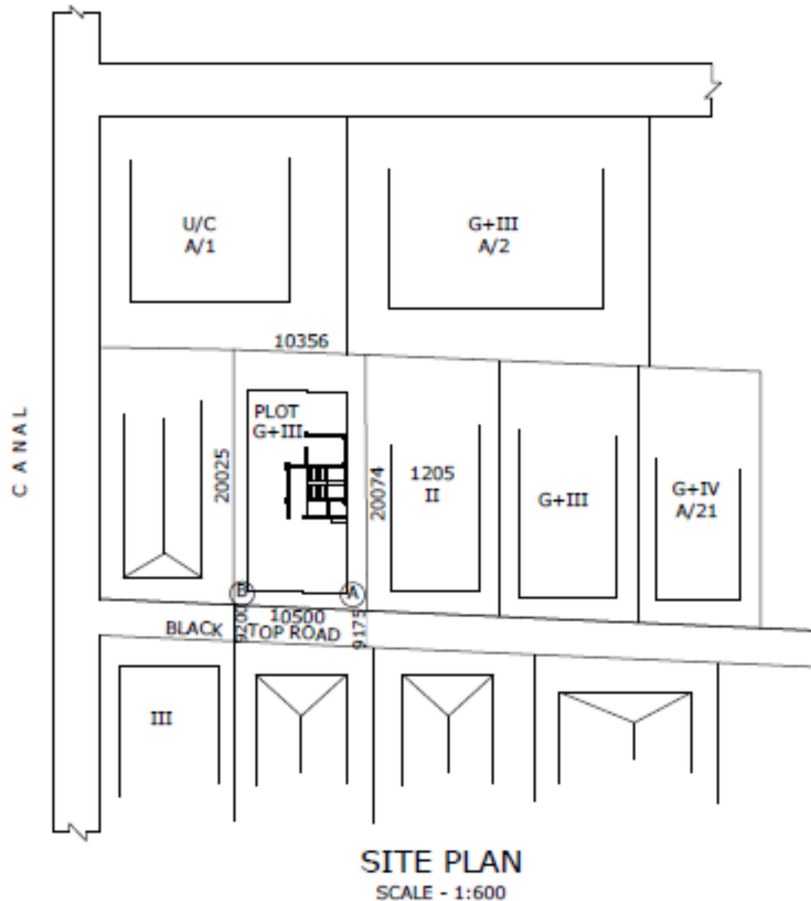 U/C
A/1
G+III
A/2
10356
CANAL
PLOT
G+III
20025
20074
1205
II
G+III
G+IV
A/21
B
A
9200
10500
9175
BLACK TOP ROAD
III
SITE PLAN
SCALE - 1:600